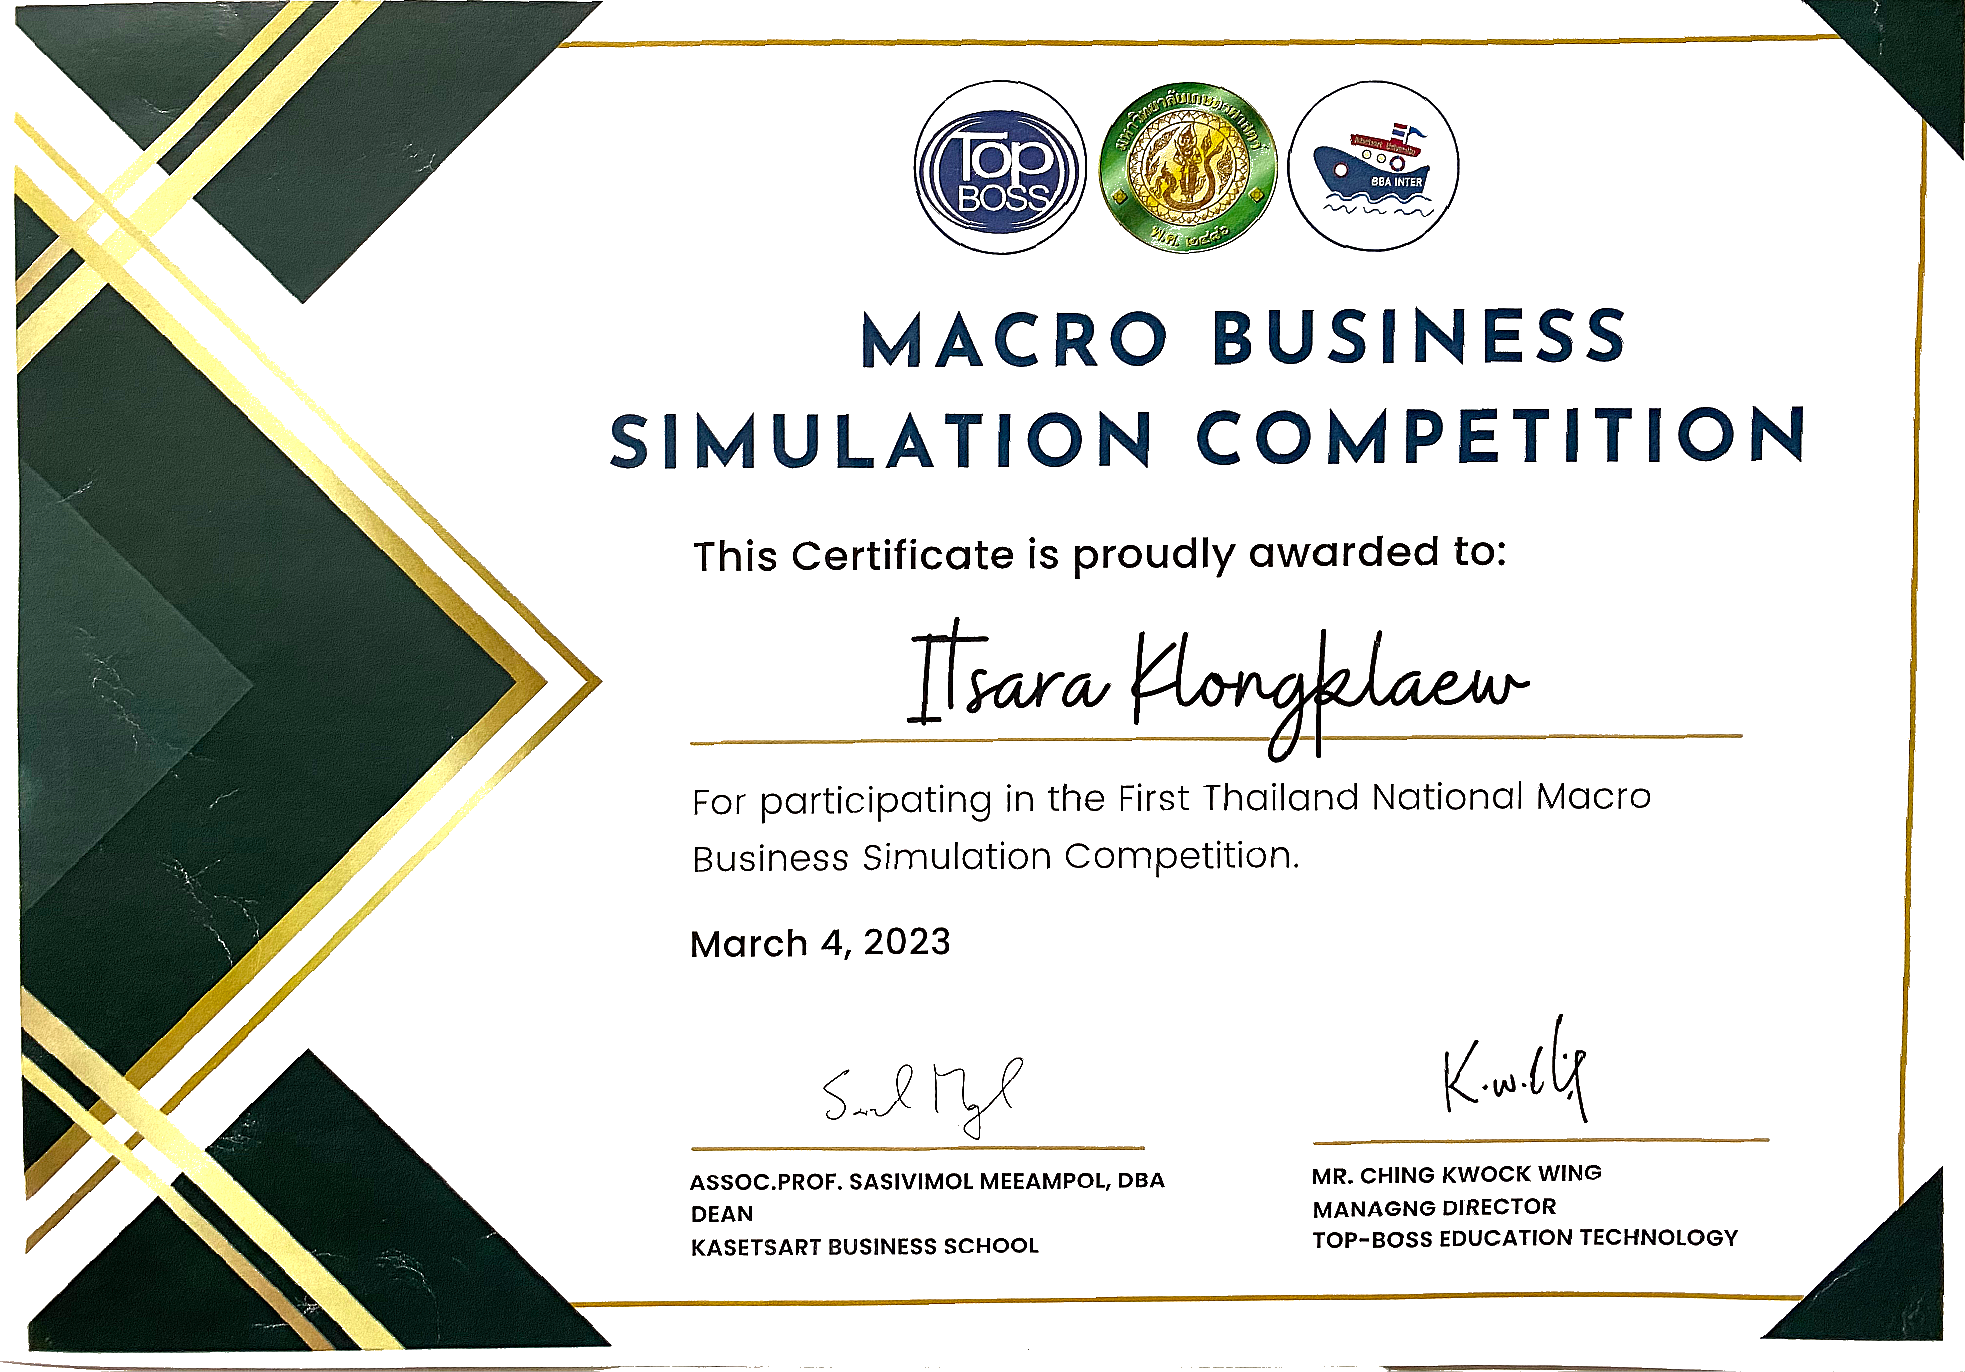 Top
BOSS
มหาวิทยาลัยเกษตรศาสตร์
พ.ศ. ๒๔๘๖
BBA INTER
MACRO BUSINESS
SIMULATION COMPETITION
This Certificate is proudly awarded to:
Itsara Klongklaew
For participating in the First Thailand National Macro
Business Simulation Competition.
March 4, 2023
ASSOC.PROF. SASIVIMOL MEEAMPOL, DBA
DEAN
KASETSART BUSINESS SCHOOL
K.w.
MR. CHING KWOCK WING
MANAGNG DIRECTOR
TOP-BOSS EDUCATION TECHNOLOGY